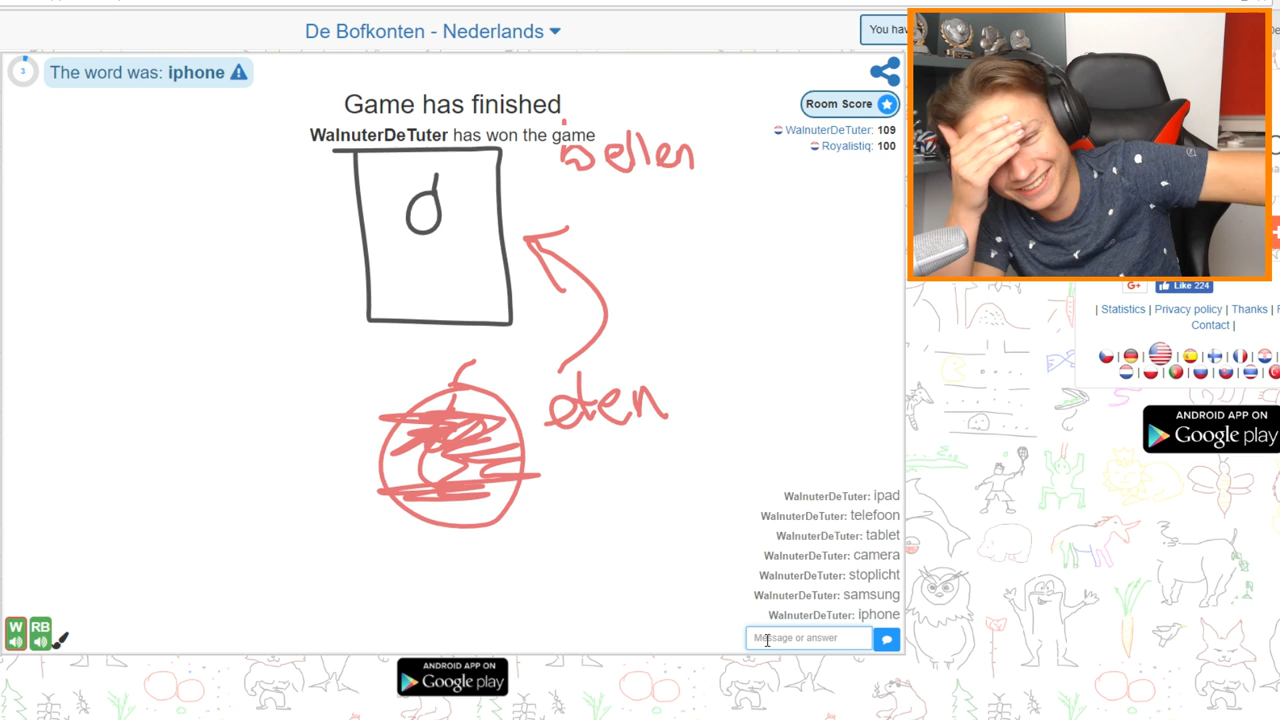 De Bofkonten - Nederlands
You hav
3
The word was: iphone
Game has finished
WalnuterDeTuter has won the game
Room Score
WalnuterDeTuter: 109
Royalistiq: 100
bellen
eten
WalnuterDeTuter: ipad
WalnuterDeTuter: telefoon
WalnuterDeTuter: tablet
WalnuterDeTuter: camera
WalnuterDeTuter: stoplicht
WalnuterDeTuter: samsung
WalnuterDeTuter: iphone
Message or answer
W RB
G+ Like 224
| Statistics | Privacy policy | Thanks |
Contact |
ANDROID APP ON
Google play
ANDROID APP ON
Google play